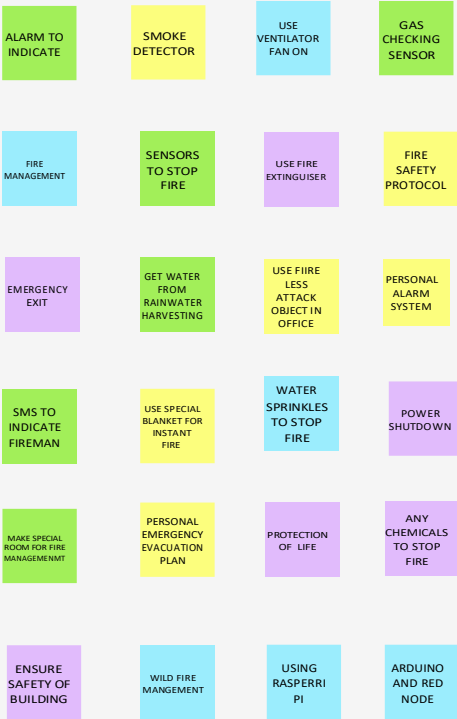 ALARM TO
INDICATE
SMOKE
DETECTOR
USE
VENTILATOR
FAN ON
GAS
CHECKING
SENSOR
FIRE
MANAGEMENT
SENSORS
TO STOP
FIRE
USE FIRE
EXTINGUISER
FIRE
SAFETY
PROTOCOL
EMERGENCY
EXIT
GET WATER
FROM
RAINWATER
HARVESTING
USE FIIRE
LESS
ATTACK
OBJECT IN
OFFICE
PERSONAL
ALARM
SYSTEM
SMS TO
INDICATE
FIREMAN
USE SPECIAL
BLANKET FOR
INSTANT
FIRE
WATER
SPRINKLES
TO STOP
FIRE
POWER
SHUTDOWN
MAKE SPECIAL
ROOM FOR FIRE
MANAGEMENMT
PERSONAL
EMERGENCY
EVACUATION
PLAN
PROTECTION
OF LIFE
ANY
CHEMICALS
TO STOP
FIRE
ENSURE
SAFETY OF
BUILDING
WILD FIRE
MANGEMENT
USING
RASPERRI
PI
ARDUINO
AND RED
NODE